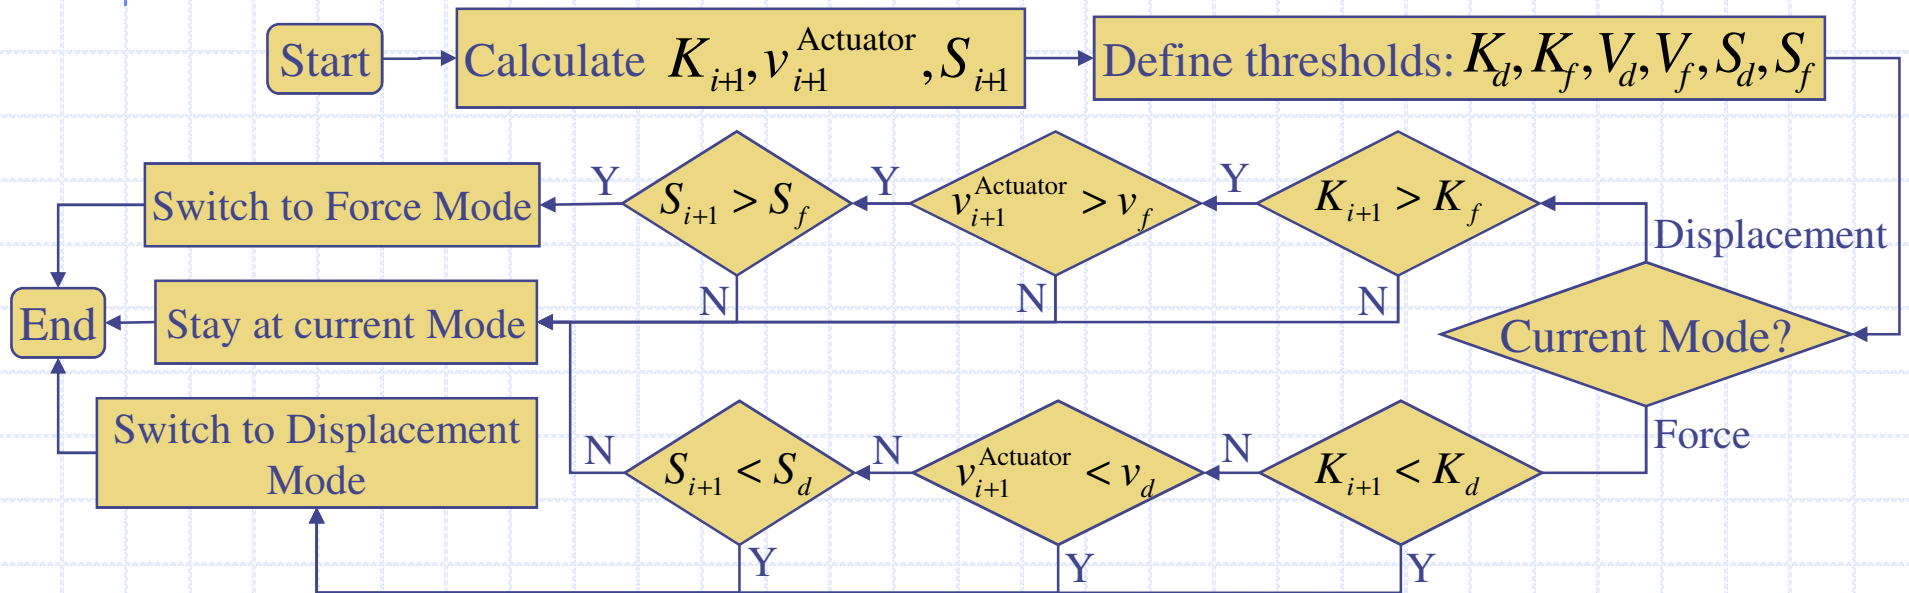 Start
Calculate K_{i+1}, v_{i+1}^{Actuator}, S_{i+1}
Define thresholds: K_d, K_f, V_d, V_f, S_d, S_f
Current Mode?
Displacement
K_{i+1} > K_f
Y
N
v_{i+1}^{Actuator} > v_f
Y
N
S_{i+1} > S_f
Y
N
Switch to Force Mode
Stay at current Mode
End
Force
K_{i+1} < K_d
N
Y
v_{i+1}^{Actuator} < v_d
N
Y
S_{i+1} < S_d
N
Y
Switch to Displacement
Mode